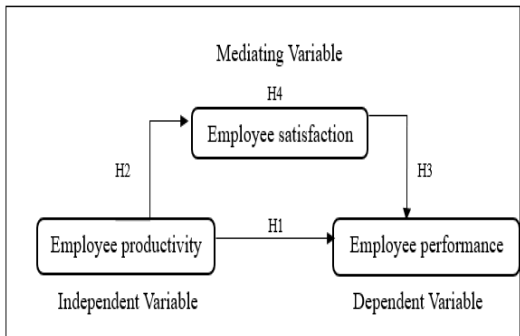 Mediating Variable
H4
Employee satisfaction
H2
H3
Employee productivity
H1
Employee performance
Independent Variable
Dependent Variable